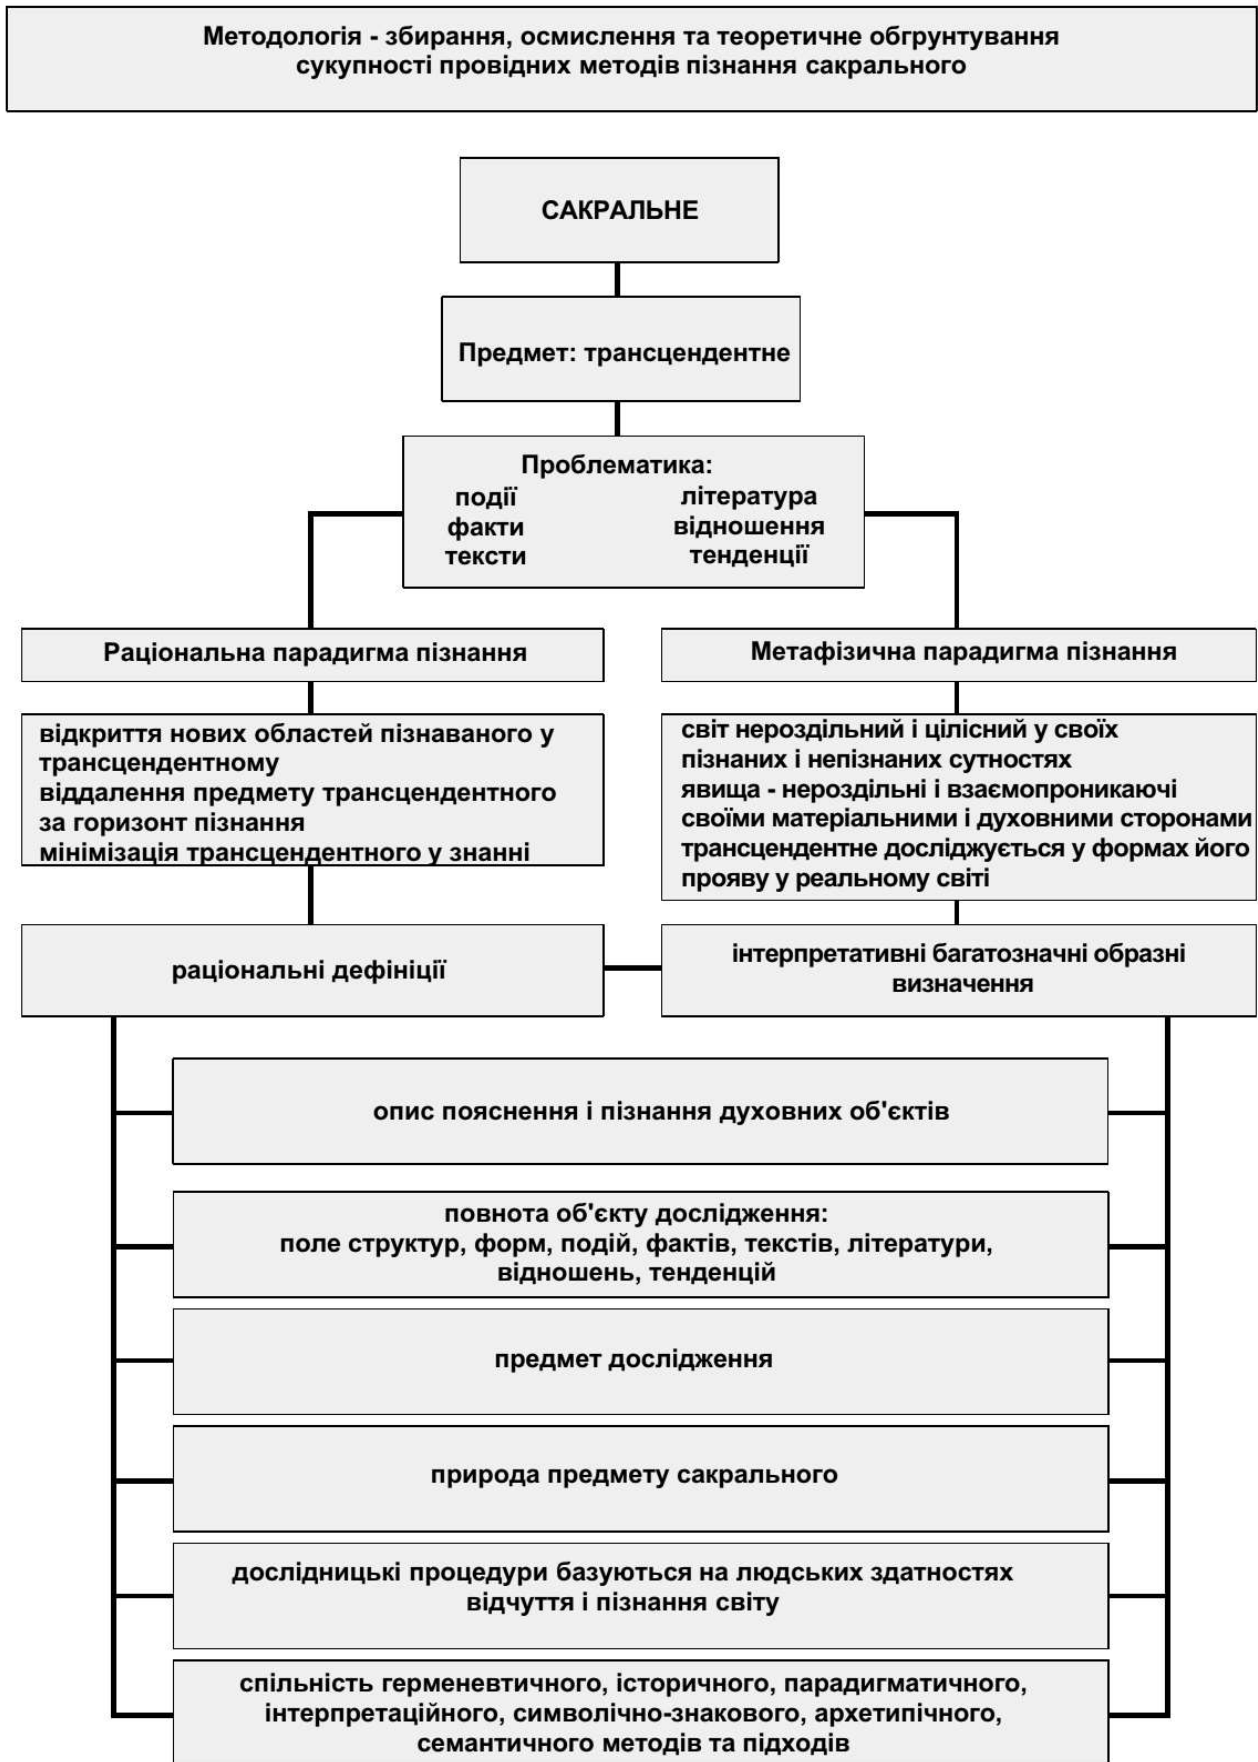 Методологія - збирання, осмислення та теоретичне обгрунтування
сукупності провідних методів пізнання сакрального
САКРАЛЬНЕ
Предмет: трансцендентне
Проблематика:
події
факти
тексти
література
відношення
тенденції
Раціональна парадигма пізнання
Метафізична парадигма пізнання
відкриття нових областей пізнаваного у
трансцендентному
віддалення предмету трансцендентного
за горизонт пізнання
мінімізація трансцендентного у знанні
світ нероздільний і цілісний у своїх
пізнаних і непізнаних сутностях
явища - нероздільні і взаємопроникаючі
своїми матеріальними і духовними сторонами
трансцендентне досліджується у формах його
прояву у реальному світі
раціональні дефініції
інтерпретативні багатозначні образні
визначення
опис пояснення і пізнання духовних об'єктів
повнота об'єкту дослідження:
поле структур, форм, подій, фактів, текстів, літератури,
відношень, тенденцій
предмет дослідження
природа предмету сакрального
дослідницькі процедури базуються на людських здатностях
відчуття і пізнання світу
спільність герменевтичного, історичного, парадигматичного,
інтерпретаційного, символічно-знакового, архетипічного,
семантичного методів та підходів